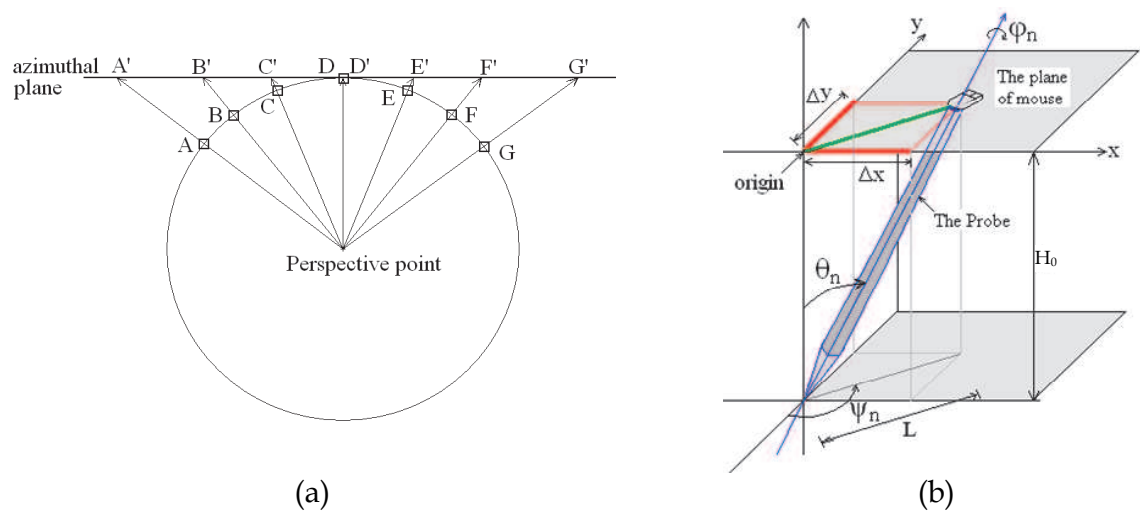 azimuthal
plane
A' B' C' D D' E' F' G'
A B C E F G
Perspective point
(a)
y
φn
The plane
of mouse
Δy
x
origin
Δx
The Probe
θn
H₀
ψn
L
(b)